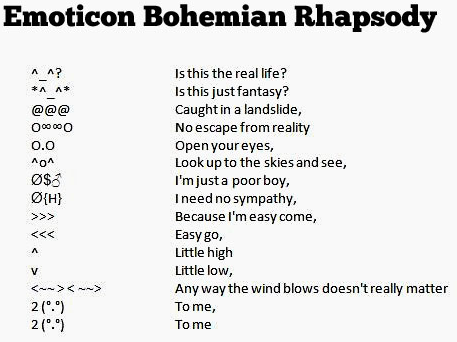 Emoticon Bohemian Rhapsody
^_^? Is this the real life?
*^_^* Is this just fantasy?
@@@ Caught in a landslide,
O∞∞O No escape from reality
O.O Open your eyes,
^o^ Look up to the skies and see,
Ø$♂ I'm just a poor boy,
Ø{H} I need no sympathy,
>>> Because I'm easy come,
<<< Easy go,
^ Little high
v Little low,
<~~><~~> Any way the wind blows doesn't really matter
2 (°.°) To me,
2 (°.°) To me